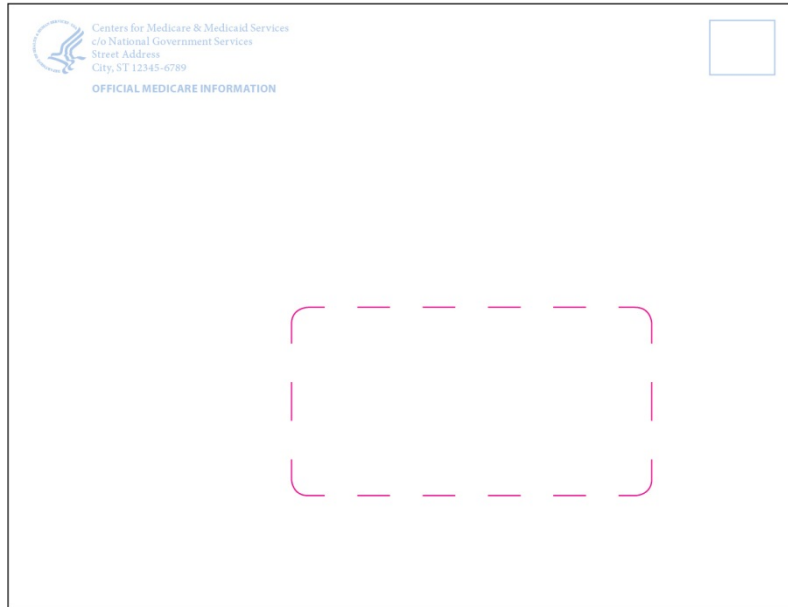 Centers for Medicare & Medicaid Services
c/o National Government Services
Street Address
City, ST 12345-6789
OFFICIAL MEDICARE INFORMATION